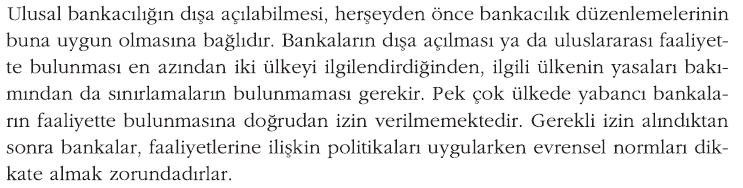 Ulusal bankacılığın dışa açılabilmesi, herşeyden önce bankacılık düzenlemelerinin
buna uygun olmasına bağlıdır. Bankaların dışa açılması ya da uluslararası faaliyet-
te bulunması en azından iki ülkeyi ilgilendirdiğinden, ilgili ülkenin yasaları bakı-
mından da sınırlamaların bulunmaması gerekir. Pek çok ülkede yabancı bankala-
rın faaliyette bulunmasına doğrudan izin verilmemektedir. Gerekli izin alındıktan
sonra bankalar, faaliyetlerine ilişkin politikaları uygularken evrensel normları dik-
kate almak zorundadırlar.